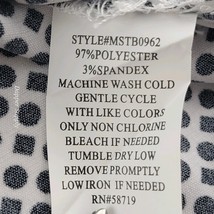 STYLE#MSTB0962
97%POLYESTER
3%SPANDEX
MACHINE WASH COLD
GENTLE CYCLE
WITH LIKE COLORS
ONLY NON CHLORINE
BLEACH IF NEEDED
TUMBLE DRY LOW
REMOVE PROMPTLY
LOW IRON IF NEEDED
RN#58719